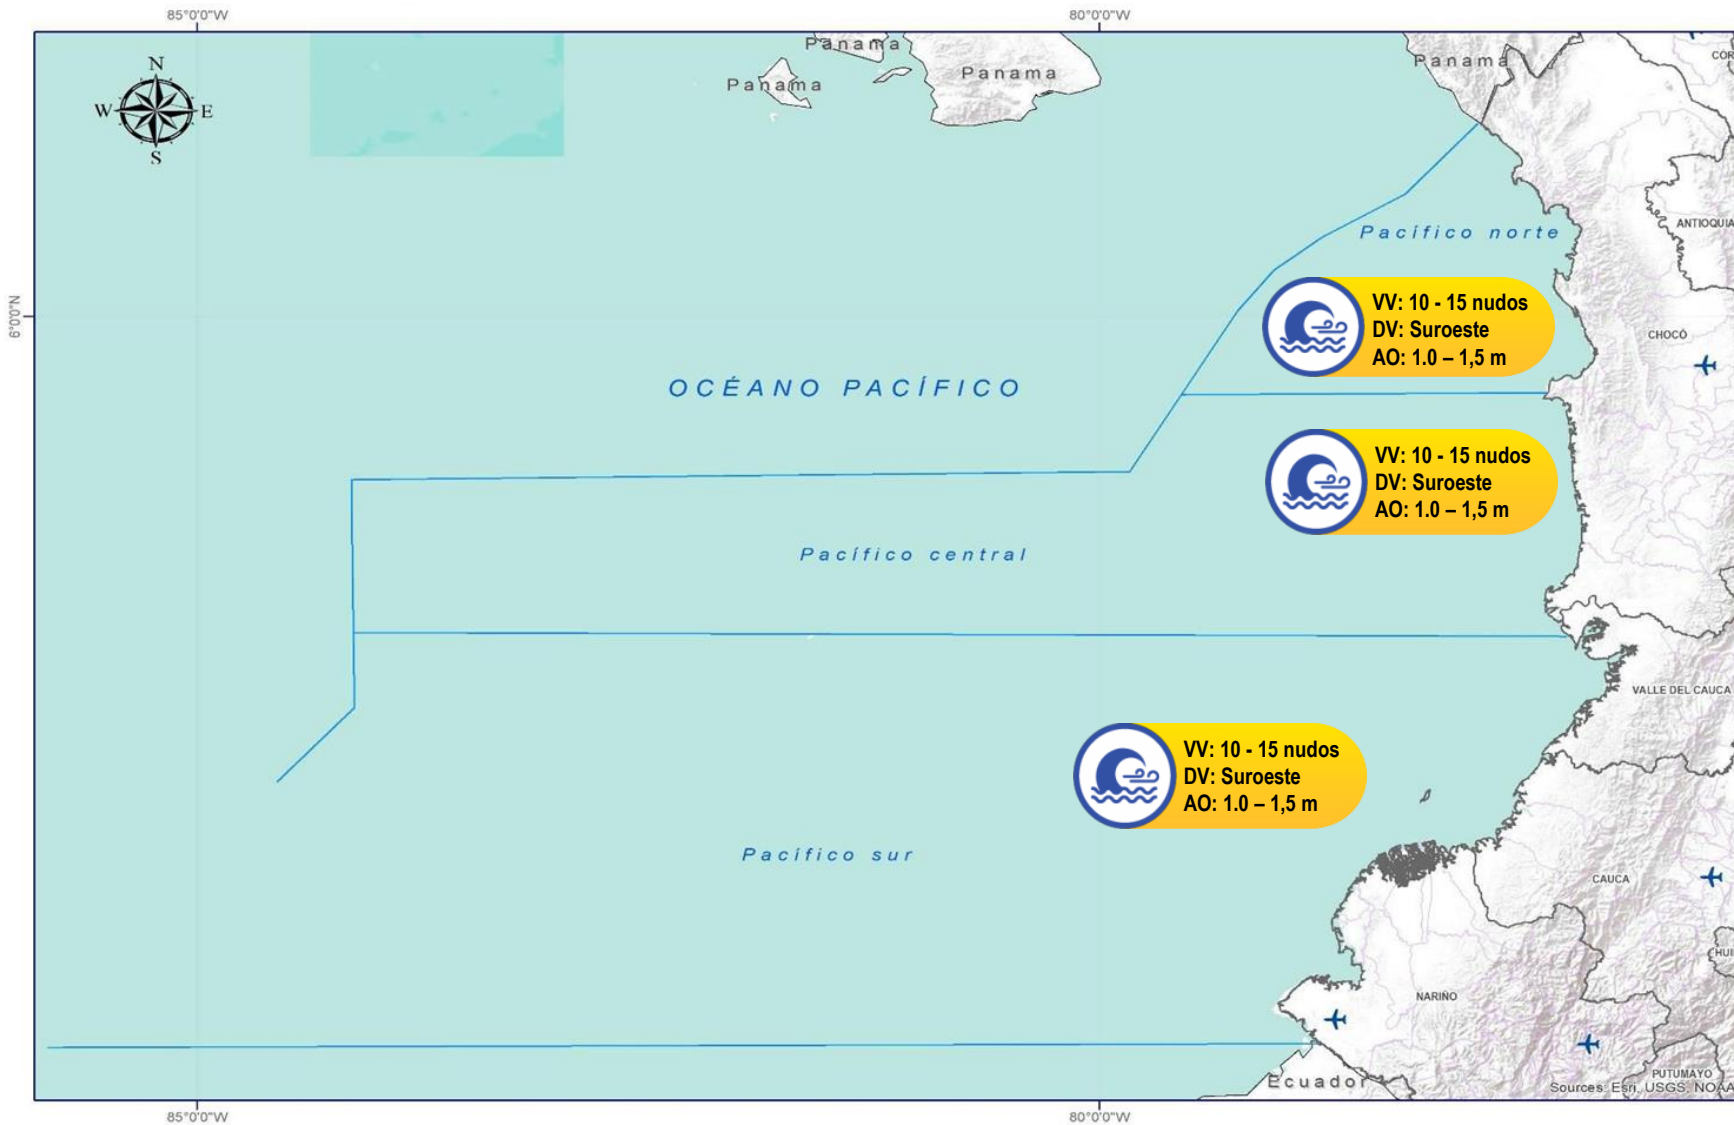 85°0'0"W
80°0'0"W
N
W
E
S
Panama
Panama
Panama
Panama
CÓR
ANTIOQUIA
Pacífico norte
VV: 10 - 15 nudos
DV: Suroeste
AO: 1.0 – 1,5 m
6°0'0"N
CHOCÓ
OCÉANO PACÍFICO
VV: 10 - 15 nudos
DV: Suroeste
AO: 1.0 – 1,5 m
Pacífico central
VALLE DEL CAUCA
VV: 10 - 15 nudos
DV: Suroeste
AO: 1.0 – 1,5 m
Pacífico sur
CAUCA
HUI
NARIÑO
PUTUMAYO
Ecuador
Sources: Esri, USGS, NOAA
85°0'0"W
80°0'0"W